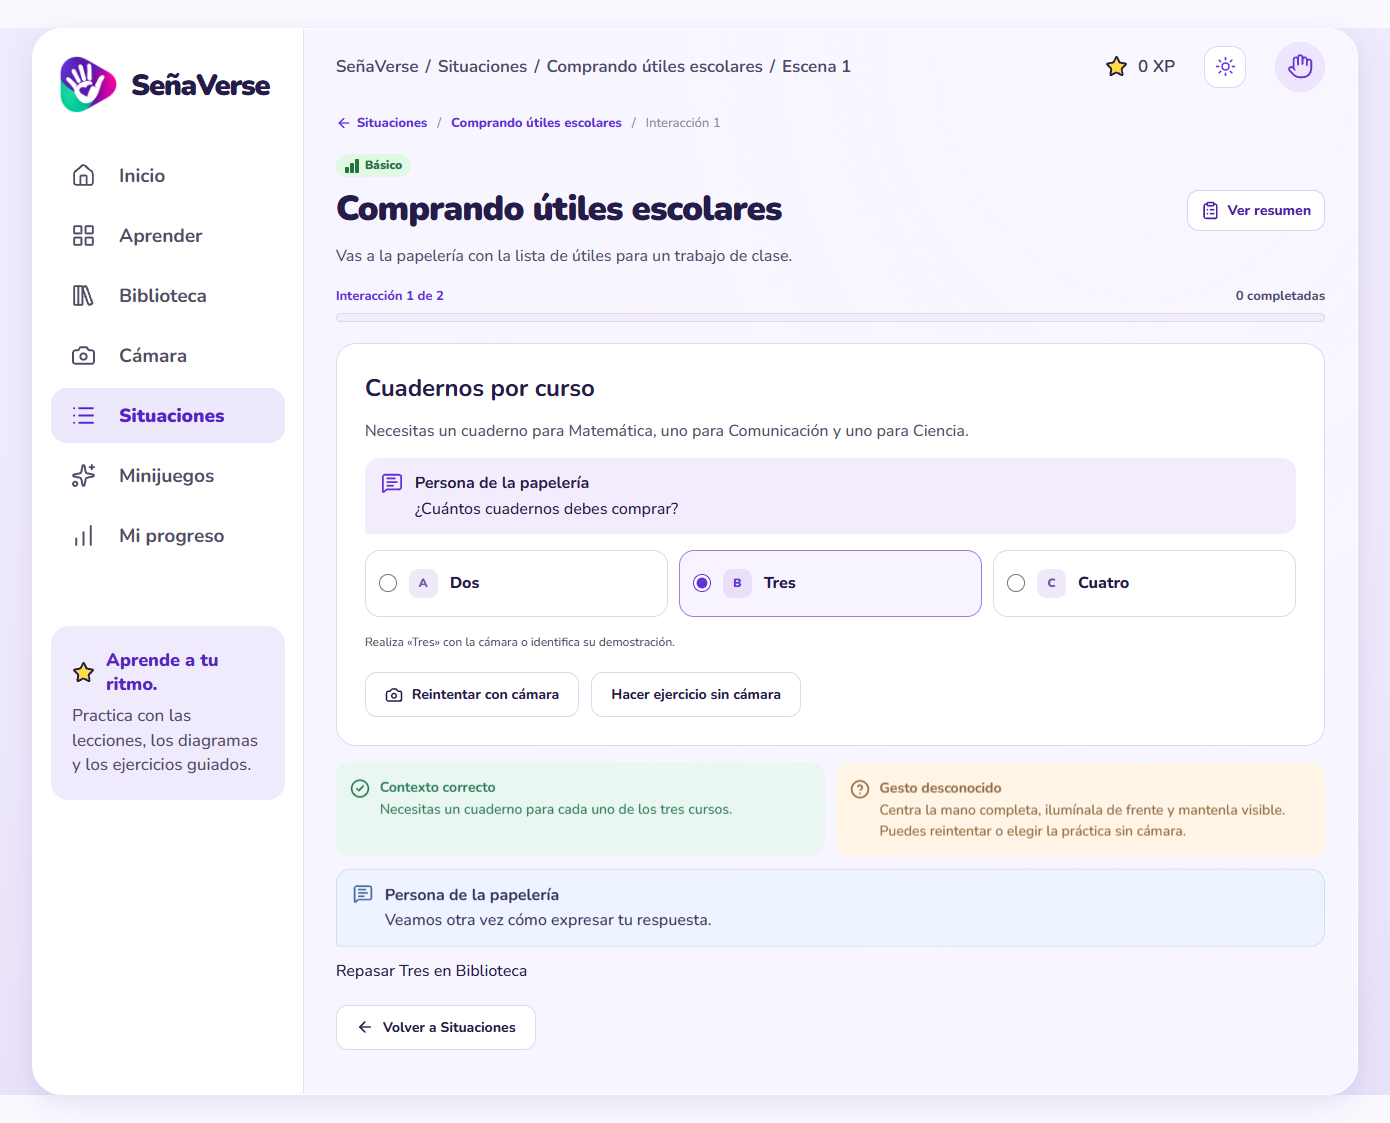 SeñaVerse
Inicio
Aprender
Biblioteca
Cámara
Situaciones
Minijuegos
Mi progreso
Aprende a tu
ritmo.
Practica con las
lecciones, los diagramas
y los ejercicios guiados.
SeñaVerse / Situaciones / Comprando útiles escolares / Escena 1
0 XP
Situaciones / Comprando útiles escolares / Interacción 1
Básico
Comprando útiles escolares
Ver resumen
Vas a la papelería con la lista de útiles para un trabajo de clase.
Interacción 1 de 2
0 completadas
Cuadernos por curso
Necesitas un cuaderno para Matemática, uno para Comunicación y uno para Ciencia.
Persona de la papelería
¿Cuántos cuadernos debes comprar?
A Dos
B Tres
C Cuatro
Realiza «Tres» con la cámara o identifica su demostración.
Reintentar con cámara
Hacer ejercicio sin cámara
Contexto correcto
Necesitas un cuaderno para cada uno de los tres cursos.
Gesto desconocido
Centra la mano completa, ilumínala de frente y mantenla visible.
Puedes reintentar o elegir la práctica sin cámara.
Persona de la papelería
Veamos otra vez cómo expresar tu respuesta.
Repasar Tres en Biblioteca
Volver a Situaciones